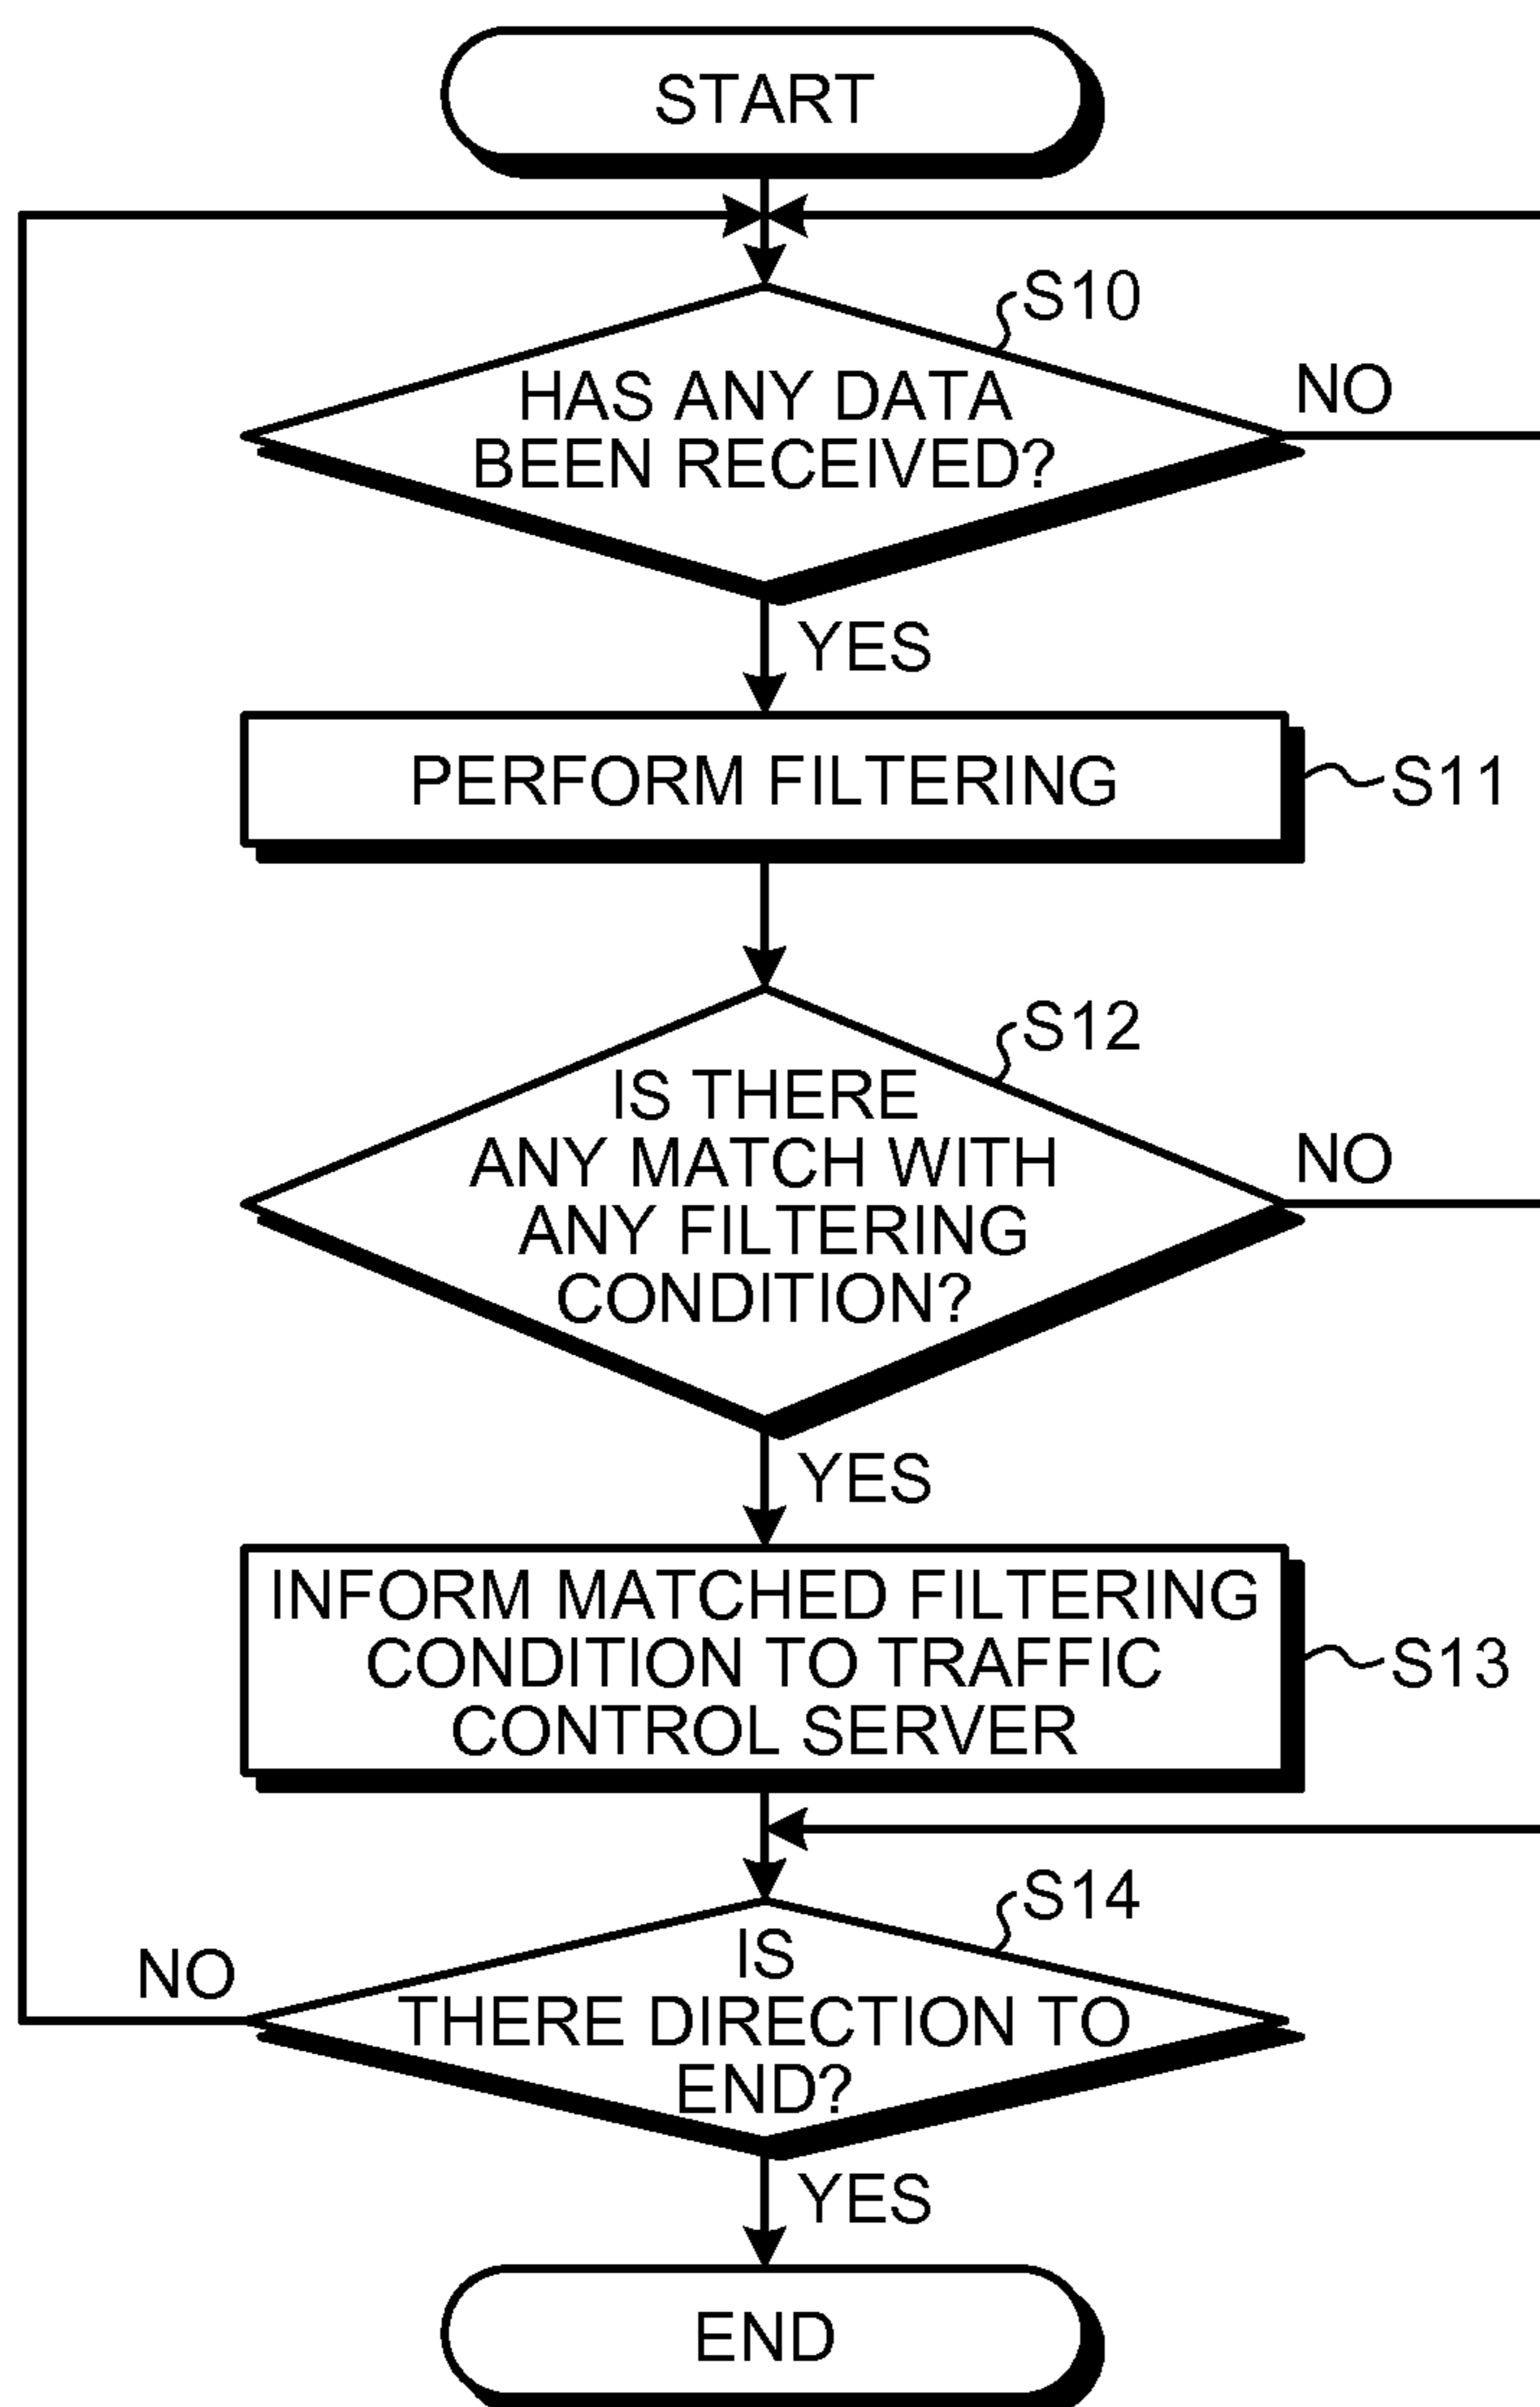 START
S10
HAS ANY DATA
BEEN RECEIVED?
NO
YES
PERFORM FILTERING
S11
S12
IS THERE
ANY MATCH WITH
ANY FILTERING
CONDITION?
NO
YES
INFORM MATCHED FILTERING
CONDITION TO TRAFFIC
CONTROL SERVER
S13
S14
IS
THERE DIRECTION TO
END?
NO
YES
END